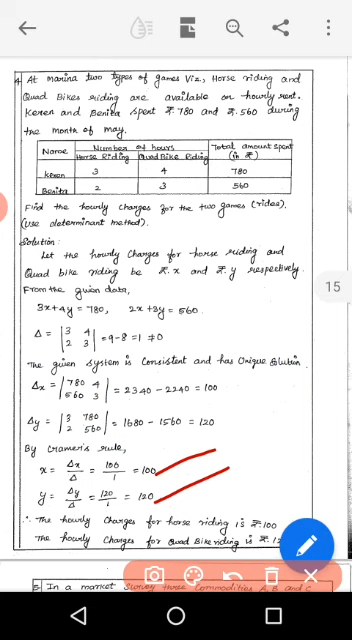 4. At marina two types of games Viz., Horse riding and
Quad Bikes riding are available on hourly rent.
Keren and Benita spent ₹.780 and ₹.560 during
the month of may.
Name Number of hours Total amount spent (in ₹)
Horse Riding Quad Bike Riding
Keren 3 4 780
Benita 2 3 560
Find the hourly charges for the two games (rides).
(Use determinant method).
Solution:
Let the hourly Charges for horse riding and
Quad bike riding be ₹.x and ₹.y respectively.
From the given data,
3x+4y=780, 2x+3y=560.
Δ = |3 4| = 9-8 = 1 ≠0
|2 3|
The given system is Consistent and has Unique Solution.
Δx = |780 4| = 2340 - 2240 = 100
|560 3|
Δy = |3 780| = 1680 - 1560 = 120
|2 560|
By Cramer's rule,
x = Δx/Δ = 100/1 = 100
y = Δy/Δ = 120/1 = 120
∴ The hourly Charges for horse riding is ₹.100
The hourly Charges for Quad Bike riding is ₹.12
15
5. In a market Survey three Commodities A, B and C